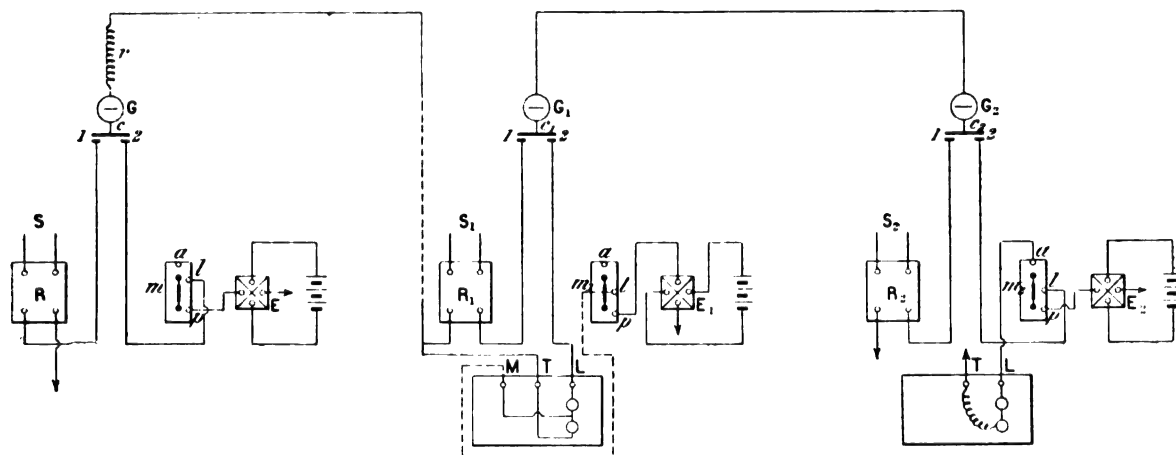 r
G G₁ G₂
1 c 2 1 c₁ 2 1 c₂ 2
S S₁ S₂
a a a
R m l R₁ m l R₂ m l
p E p E₁ p E₂
M T L T L